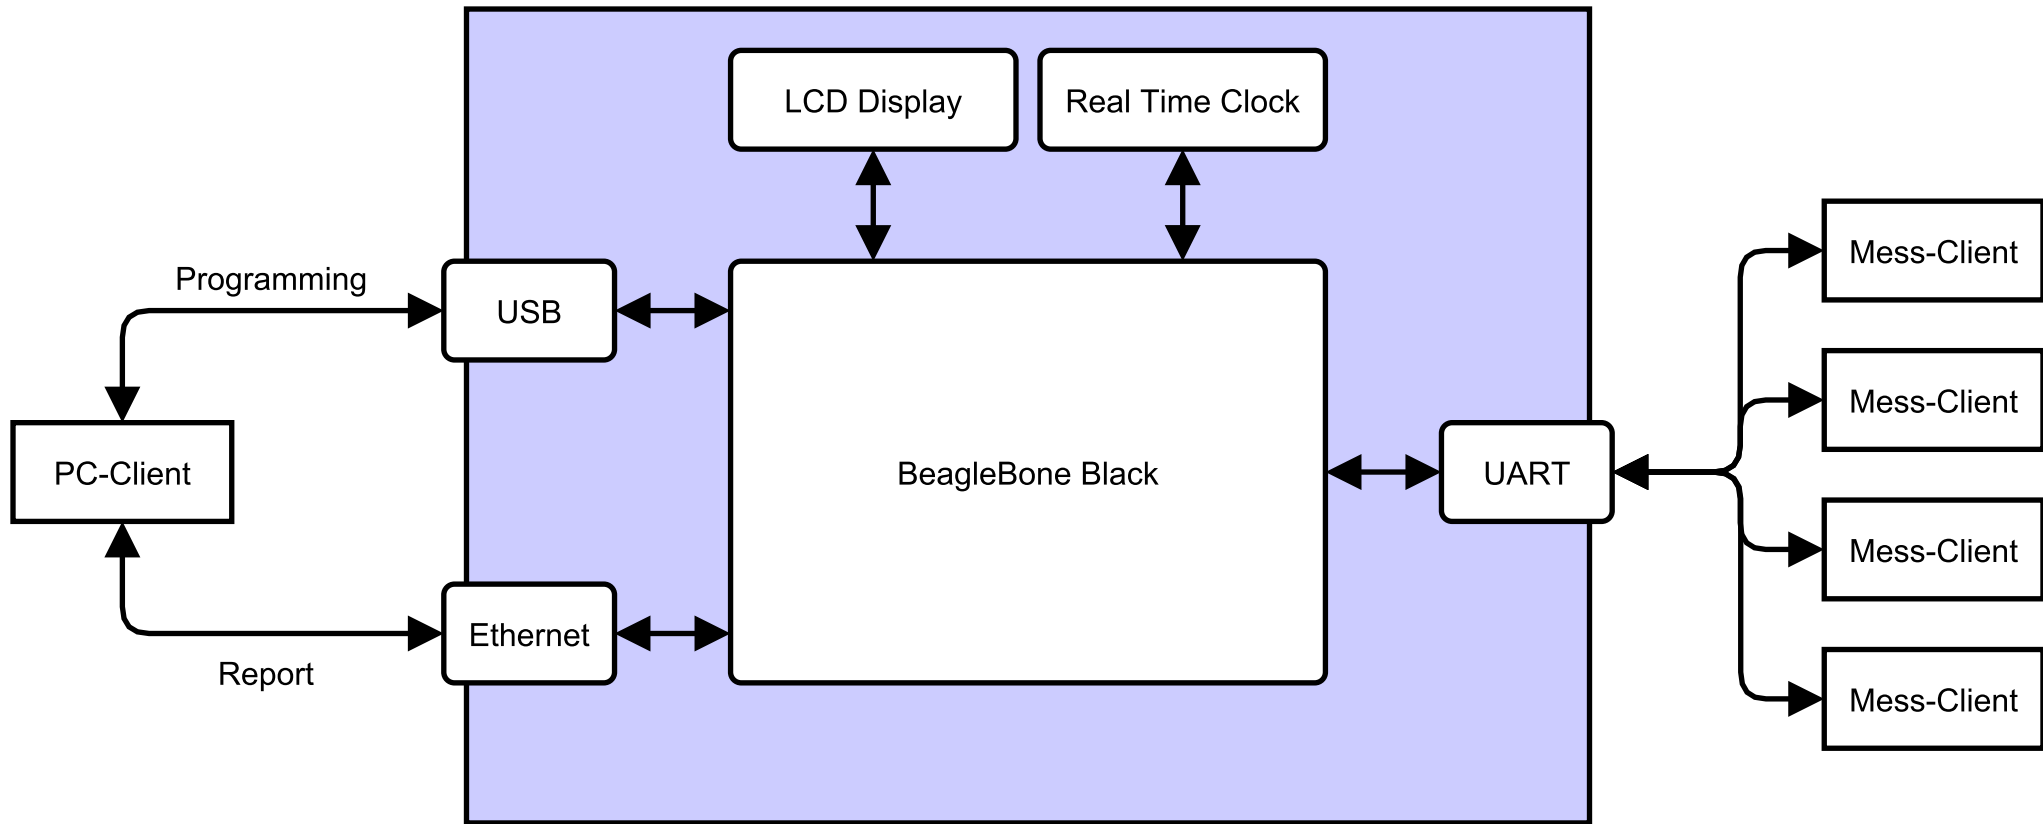 LCD Display
Real Time Clock
Programming
USB
PC-Client
BeagleBone Black
UART
Ethernet
Report
Mess-Client
Mess-Client
Mess-Client
Mess-Client